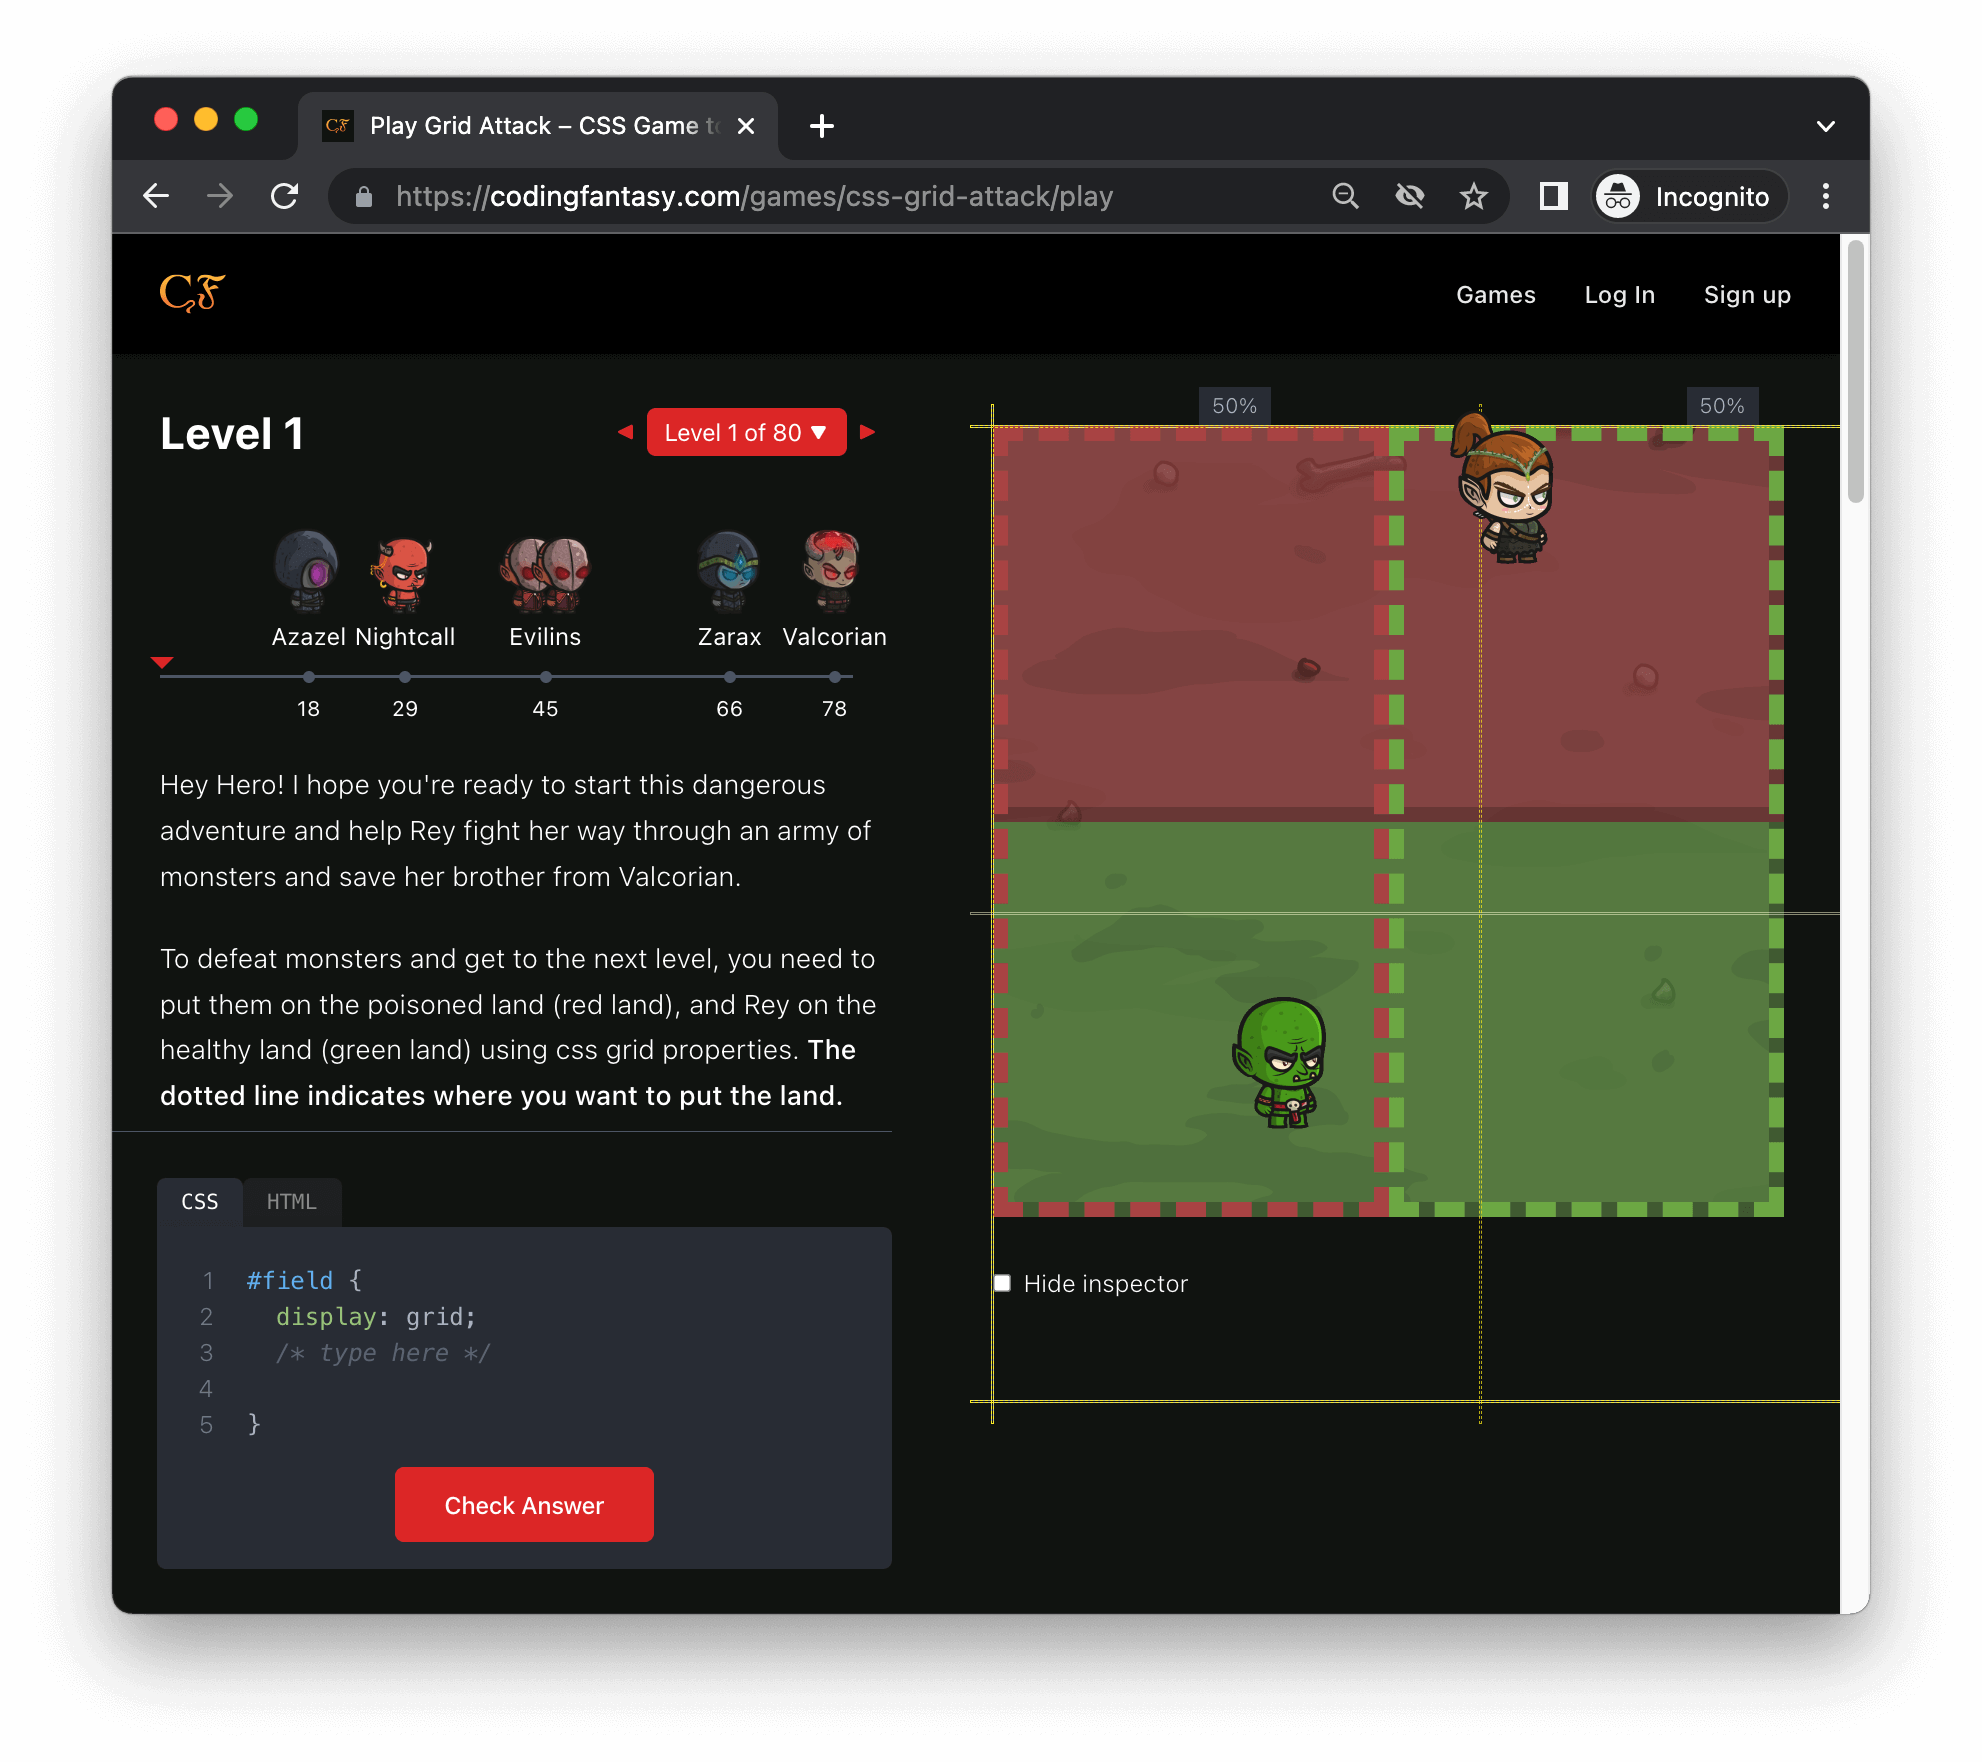 CF Play Grid Attack – CSS Game to
https://codingfantasy.com/games/css-grid-attack/play
Incognito
CF
Games
Log In
Sign up
Level 1
Level 1 of 80 ▼
Azazel
Nightcall
Evilins
Zarax
Valcorian
18
29
45
66
78
Hey Hero! I hope you're ready to start this dangerous
adventure and help Rey fight her way through an army of
monsters and save her brother from Valcorian.
To defeat monsters and get to the next level, you need to
put them on the poisoned land (red land), and Rey on the
healthy land (green land) using css grid properties. The
dotted line indicates where you want to put the land.
CSS
HTML
1 #field {
2 display: grid;
3 /* type here */
4
5 }
Check Answer
50%
50%
Hide inspector